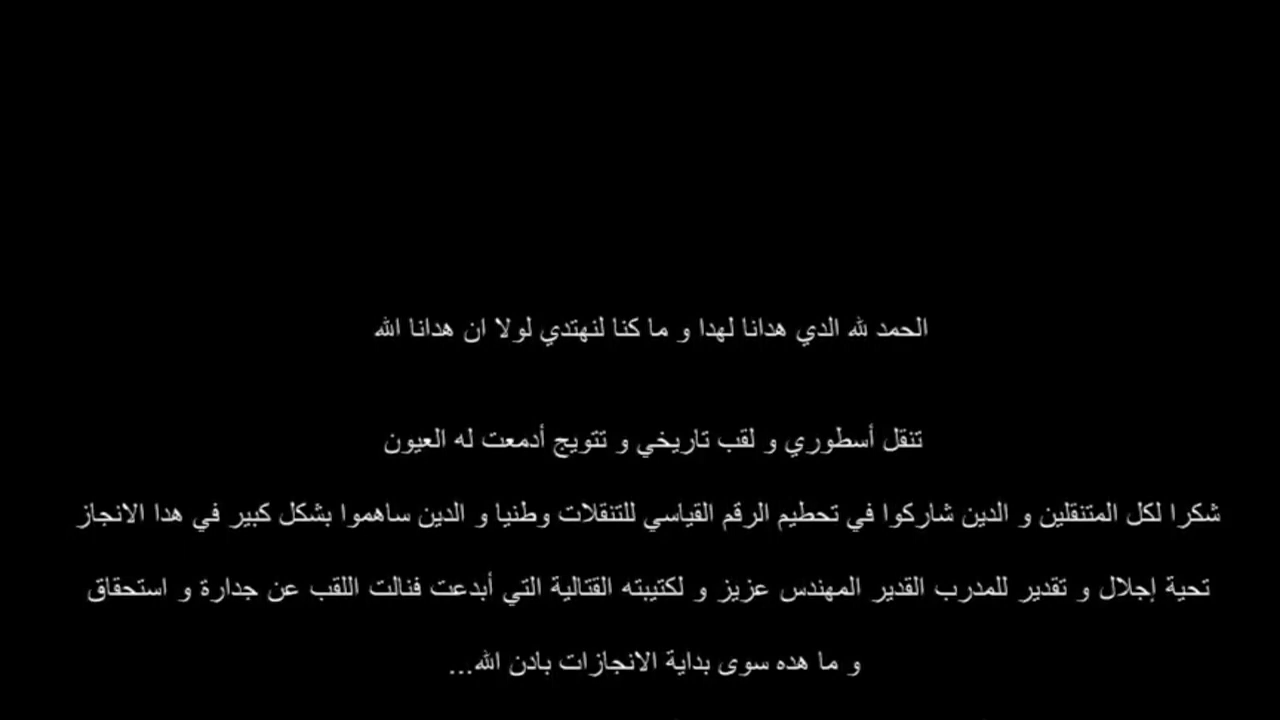 الحمد لله الدي هدانا لهدا و ما كنا لنهتدي لولا ان هدانا الله
تنقل أسطوري و لقب تاريخي و تتويج أدمعت له العيون
شكرا لكل المتنقلين و الدين شاركوا في تحطيم الرقم القياسي للتنقلات وطنيا و الدين ساهموا بشكل كبير في هدا الانجاز
تحية إجلال و تقدير للمدرب القدير المهندس عزيز و لكتيبته القتالية التي أبدعت فنالت اللقب عن جدارة و استحقاق
و ما هده سوى بداية الانجازات بادن الله...